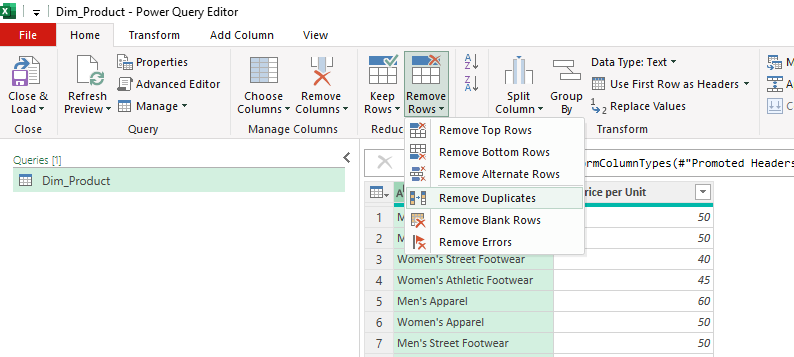 Dim_Product - Power Query Editor
File Home Transform Add Column View
Properties
Advanced Editor
Manage
Close & Load
Refresh Preview
Choose Columns
Remove Columns
Keep Rows
Remove Rows
A
Z
Z
A
Split Column
Group By
Data Type: Text
Use First Row as Headers
1 2 Replace Values
Close Query Manage Columns Reduc Transform
Remove Top Rows
Remove Bottom Rows
Remove Alternate Rows
Remove Duplicates
Remove Blank Rows
Remove Errors
Queries [1]
Dim_Product
ormColumnTypes(#"Promoted Headers
rice per Unit
1 M 50
2 M 50
3 Women's Street Footwear 40
4 Women's Athletic Footwear 45
5 Men's Apparel 60
6 Women's Apparel 50
7 Men's Street Footwear 50